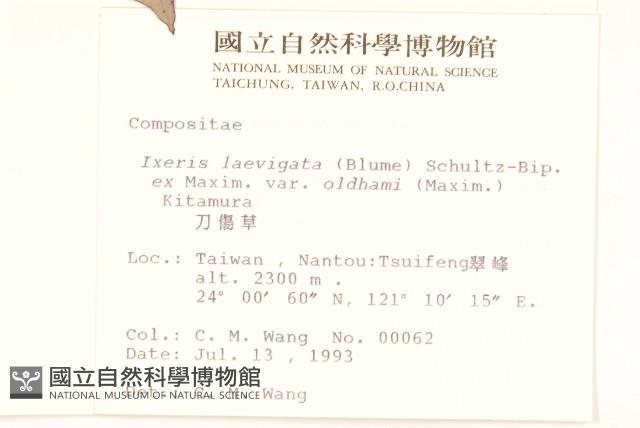 國立自然科學博物館
NATIONAL MUSEUM OF NATURAL SCIENCE
TAICHUNG, TAIWAN, R.O.CHINA
Compositae
Ixeris laevigata (Blume) Schultz-Bip.
ex Maxim. var. oldhami (Maxim.)
Kitamura
刀傷草
Loc.: Taiwan , Nantou:Tsuifeng翠峰
alt. 2300 m .
24° 00′ 60″ N, 121° 10′ 15″ E.
Col.: C. M. Wang No. 00062
Date: Jul. 13 , 1993
Det.: C. M. Wang
國立自然科學博物館
NATIONAL MUSEUM OF NATURAL SCIENCE